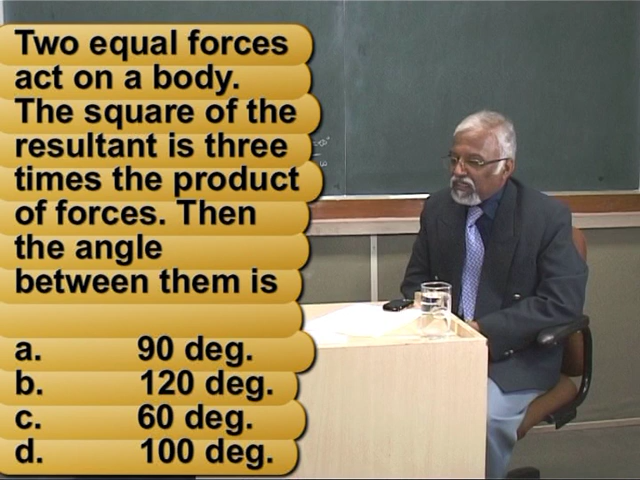 Two equal forces
act on a body.
The square of the
resultant is three
times the product
of forces. Then
the angle
between them is
a. 90 deg.
b. 120 deg.
c. 60 deg.
d. 100 deg.